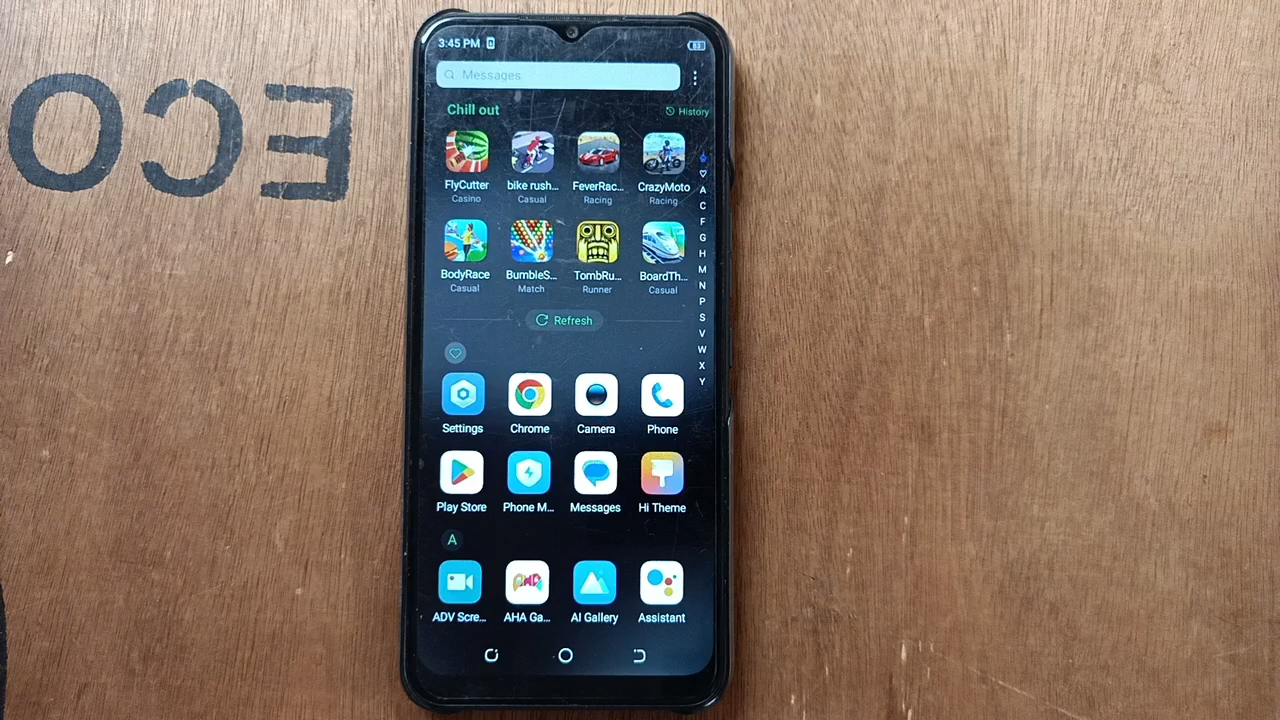 ECO
3:45 PM
83
Messages
Chill out
History
FlyCutter
bike rush...
FeverRac...
CrazyMoto
Casino
Casual
Racing
Racing
BodyRace
BumbleS...
TombRu...
BoardTh...
Casual
Match
Runner
Casual
Refresh
A
C
F
G
H
M
N
P
S
V
W
X
Y
Settings
Chrome
Camera
Phone
Play Store
Phone M...
Messages
Hi Theme
A
ADV Scre...
AHA Ga...
AI Gallery
Assistant